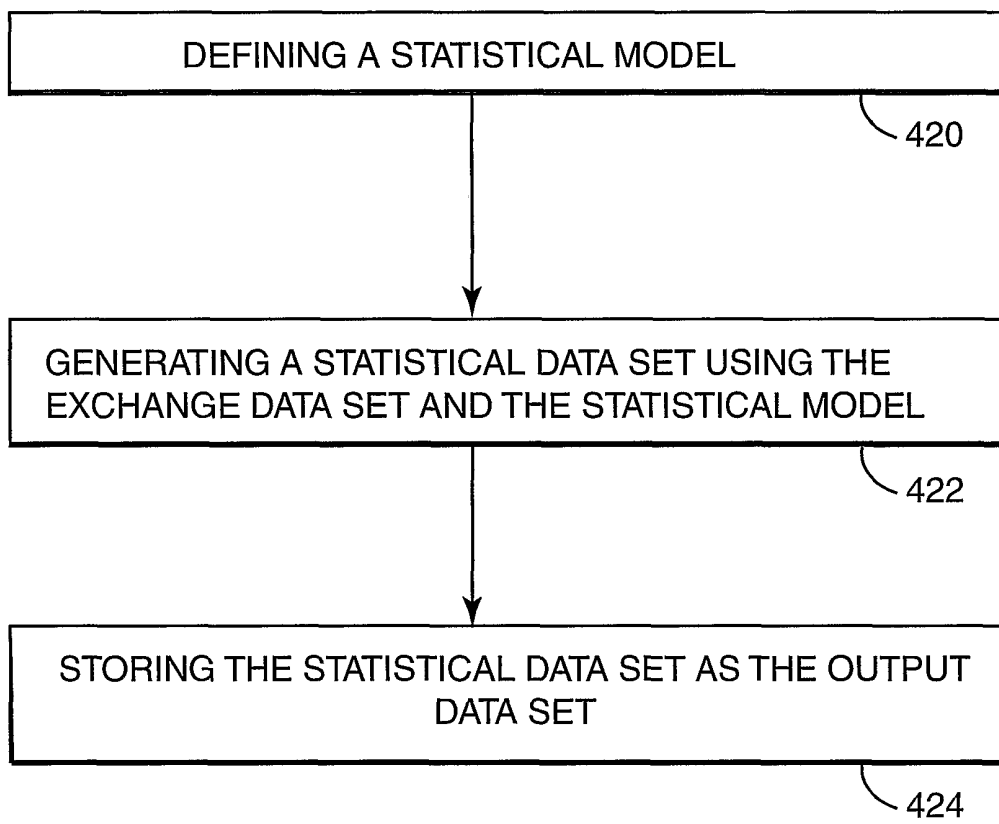 DEFINING A STATISTICAL MODEL
420
GENERATING A STATISTICAL DATA SET USING THE
EXCHANGE DATA SET AND THE STATISTICAL MODEL
422
STORING THE STATISTICAL DATA SET AS THE OUTPUT
DATA SET
424